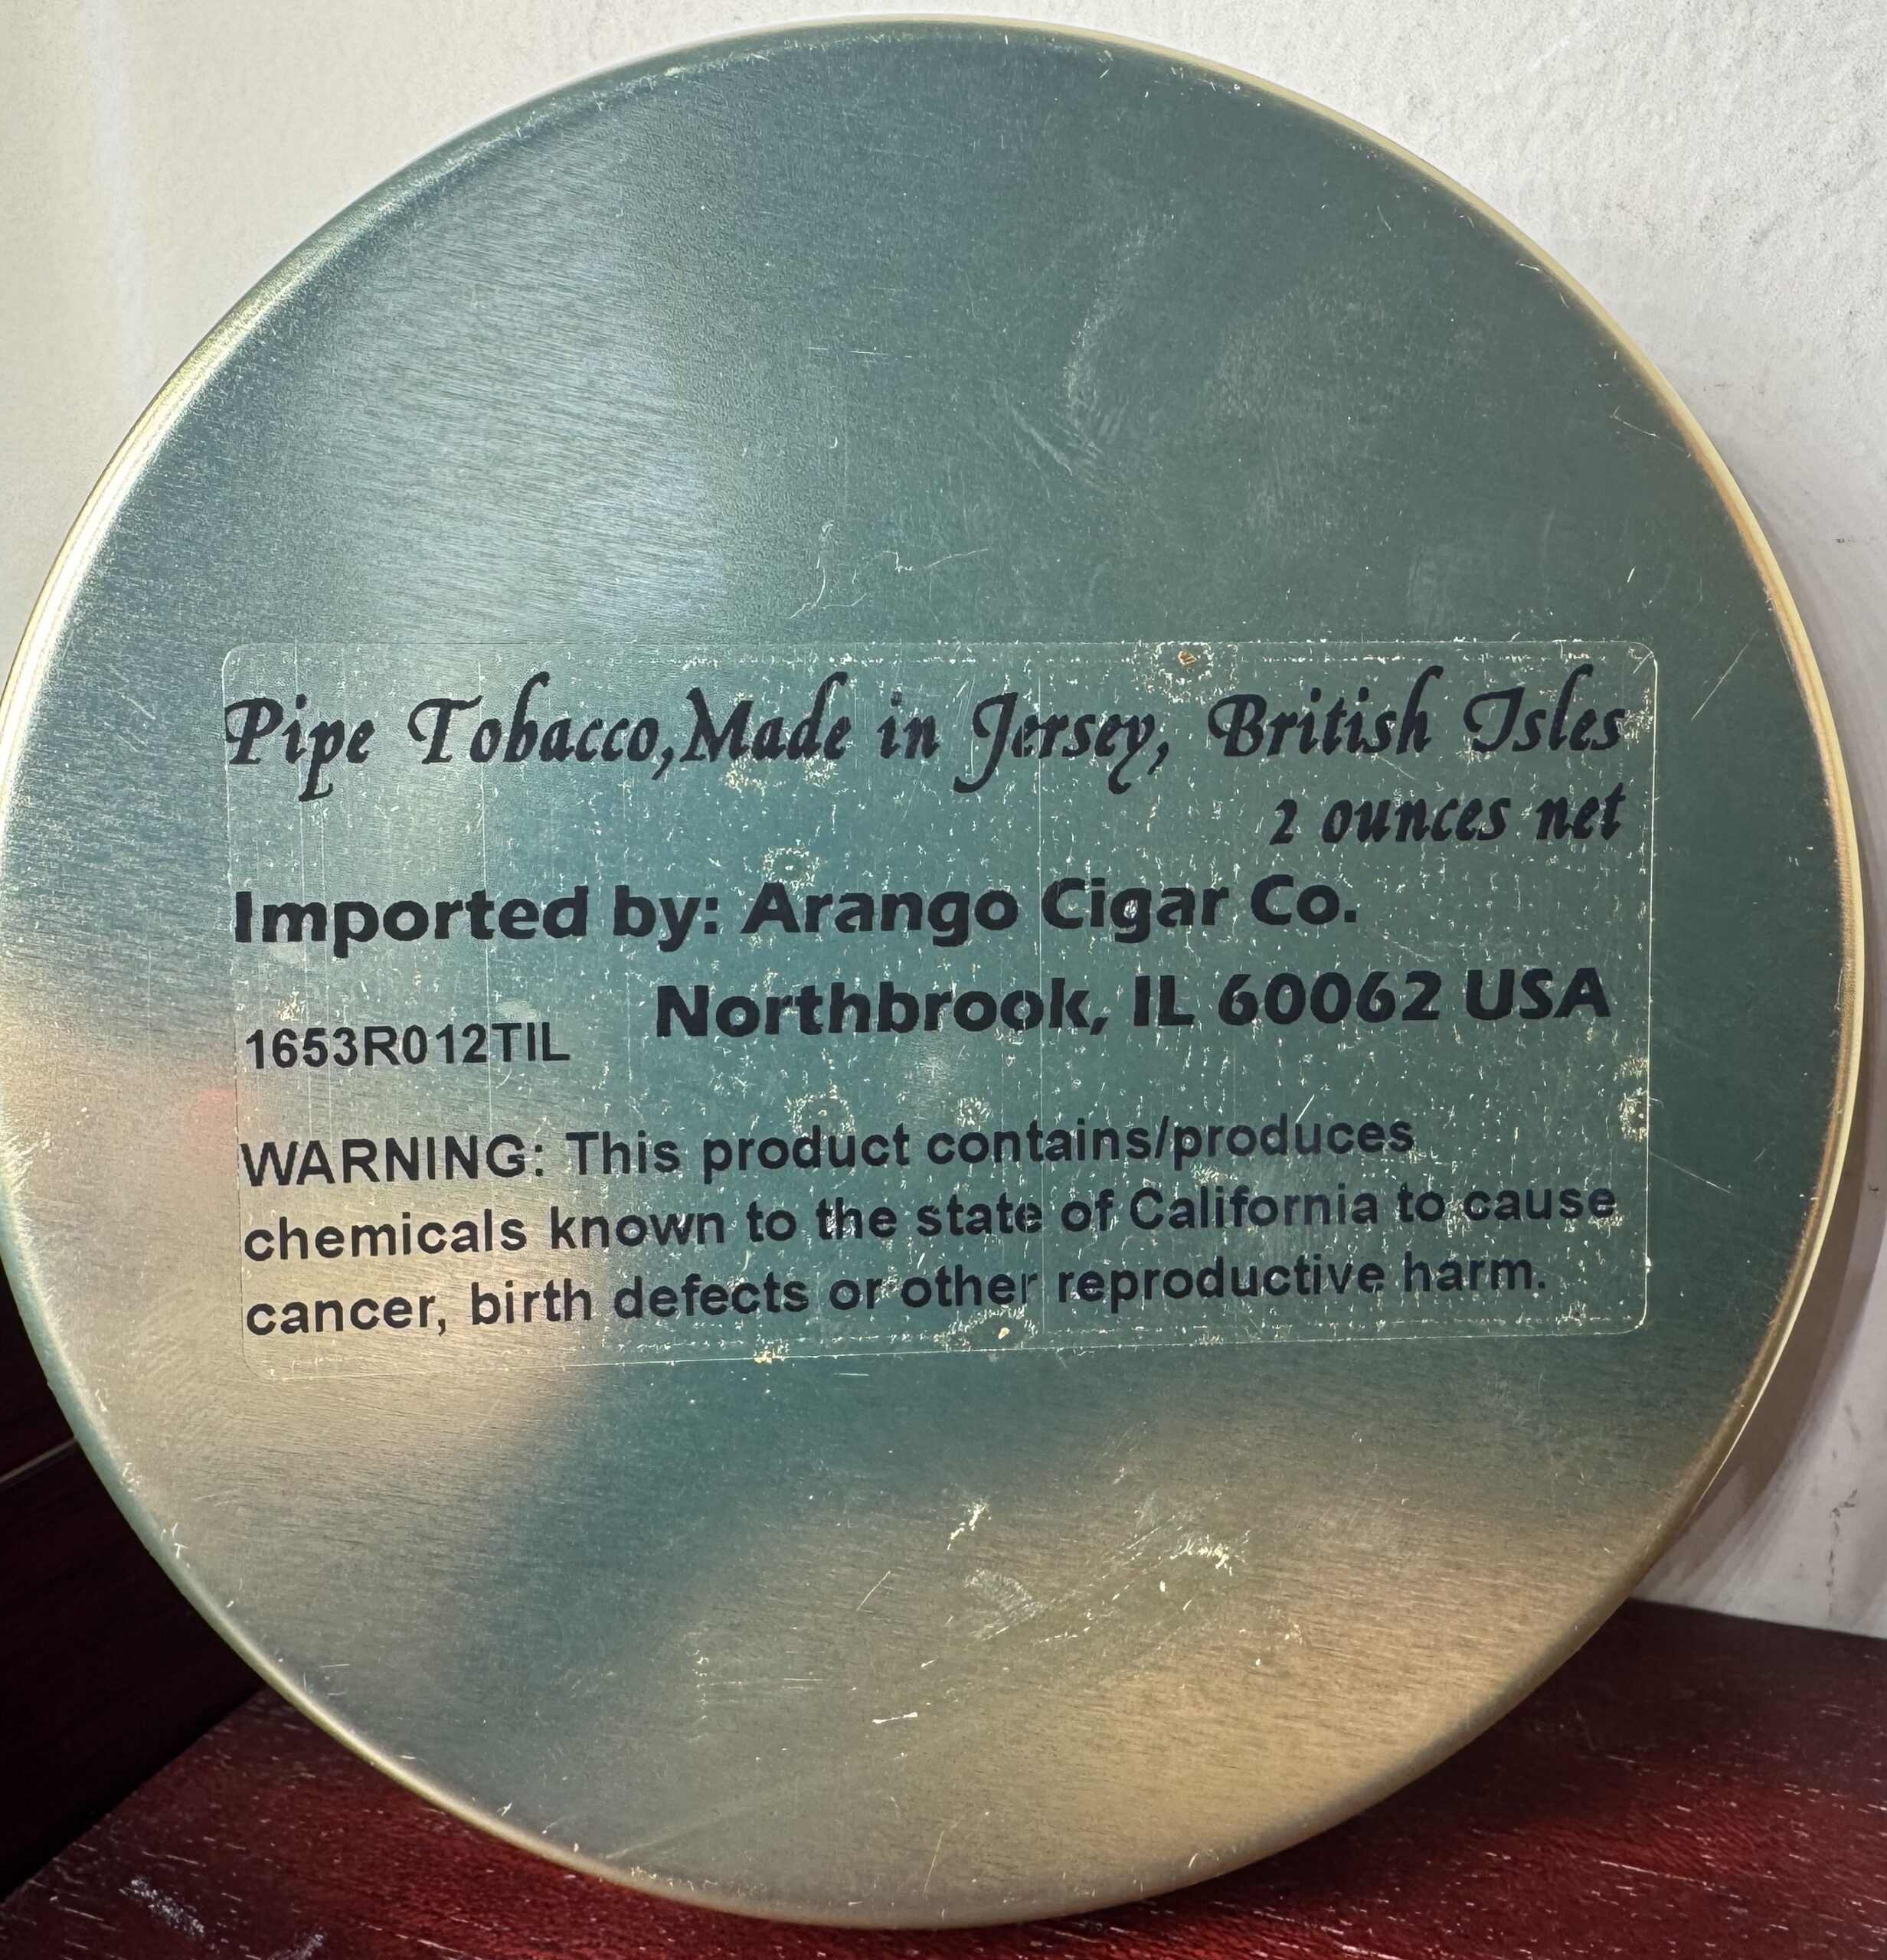 Pipe Tobacco,Made in Jersey, British Isles
2 ounces net
Imported by: Arango Cigar Co.
Northbrook, IL 60062 USA
1653R012TIL
WARNING: This product contains/produces
chemicals known to the state of California to cause
cancer, birth defects or other reproductive harm.